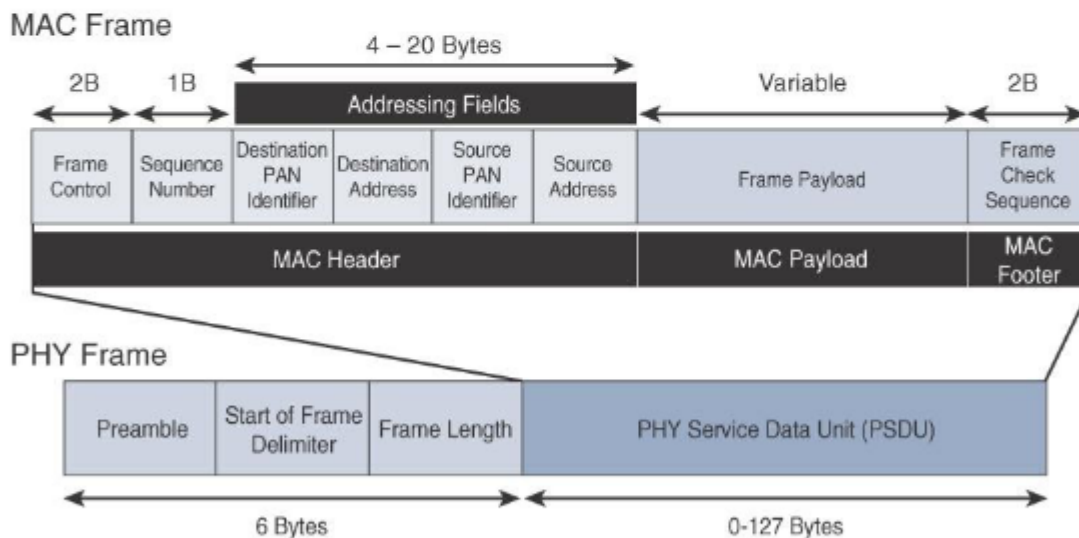 MAC Frame
4 – 20 Bytes
2B
1B
Variable
2B
Addressing Fields
Frame
Control
Sequence
Number
Destination
PAN
Identifier
Destination
Address
Source
PAN
Identifier
Source
Address
Frame Payload
Frame
Check
Sequence
MAC Header
MAC Payload
MAC
Footer
PHY Frame
Preamble
Start of Frame
Delimiter
Frame Length
PHY Service Data Unit (PSDU)
6 Bytes
0-127 Bytes